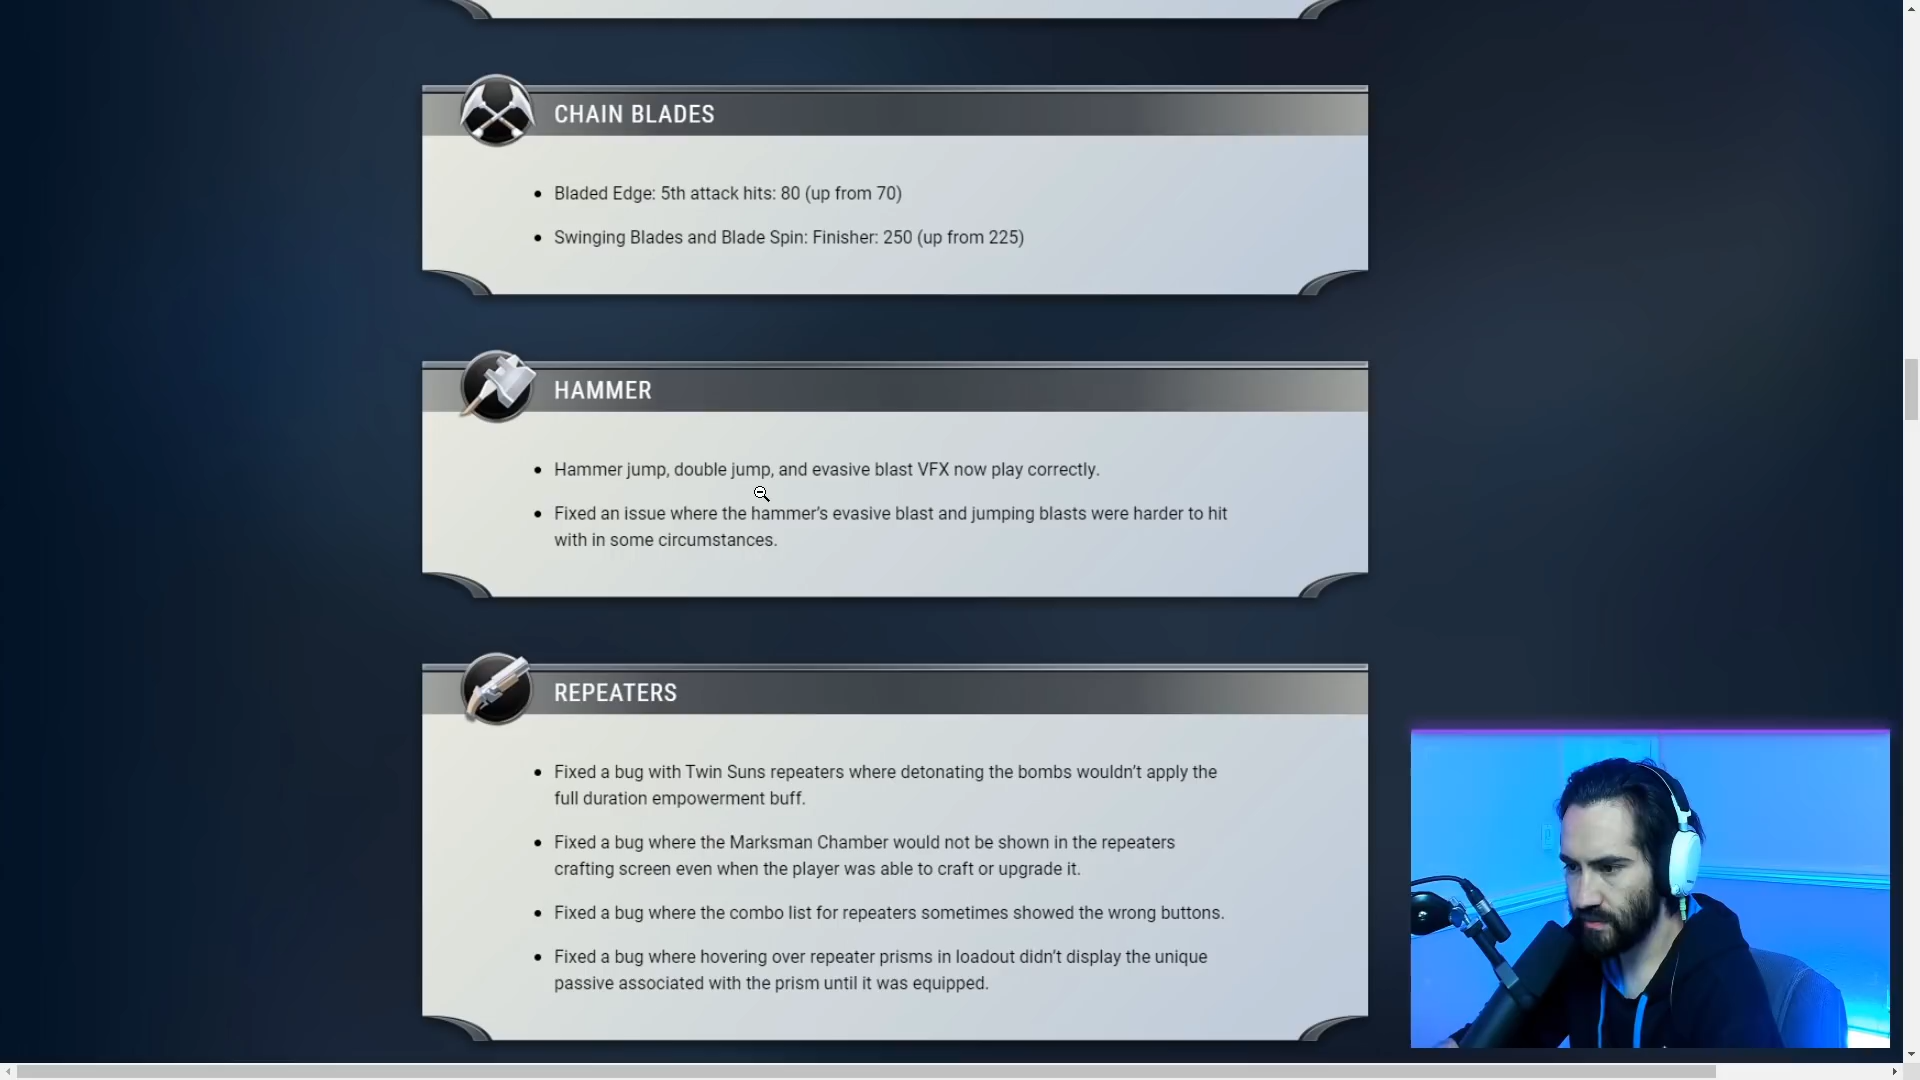 CHAIN BLADES
Bladed Edge: 5th attack hits: 80 (up from 70)
Swinging Blades and Blade Spin: Finisher: 250 (up from 225)
HAMMER
Hammer jump, double jump, and evasive blast VFX now play correctly.
Fixed an issue where the hammer’s evasive blast and jumping blasts were harder to hit
with in some circumstances.
REPEATERS
Fixed a bug with Twin Suns repeaters where detonating the bombs wouldn’t apply the
full duration empowerment buff.
Fixed a bug where the Marksman Chamber would not be shown in the repeaters
crafting screen even when the player was able to craft or upgrade it.
Fixed a bug where the combo list for repeaters sometimes showed the wrong buttons.
Fixed a bug where hovering over repeater prisms in loadout didn’t display the unique
passive associated with the prism until it was equipped.